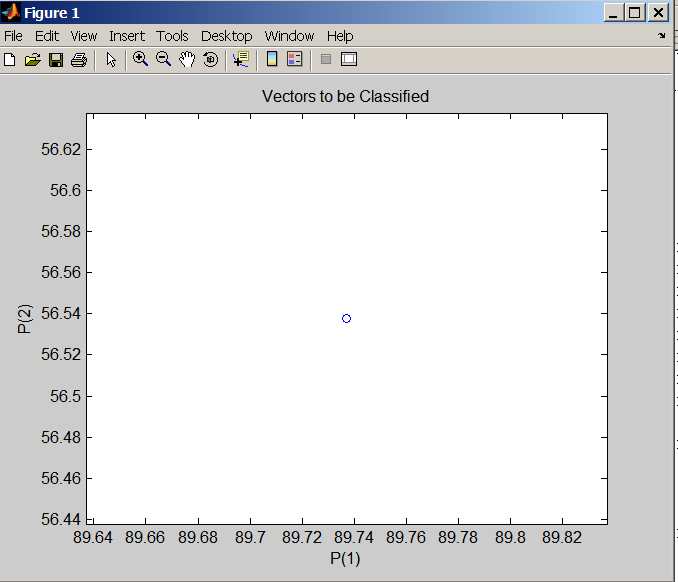 Figure 1
File Edit View Insert Tools Desktop Window Help
Vectors to be Classified
56.62
56.6
56.58
56.56
56.54
56.52
56.5
56.48
56.46
56.44
P(2)
89.64 89.66 89.68 89.7 89.72 89.74 89.76 89.78 89.8 89.82
P(1)